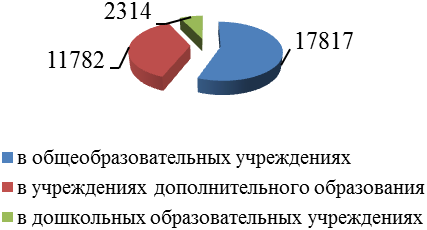 2314
17817
11782
в общеобразовательных учреждениях
в учреждениях дополнительного образования
в дошкольных образовательных учреждениях